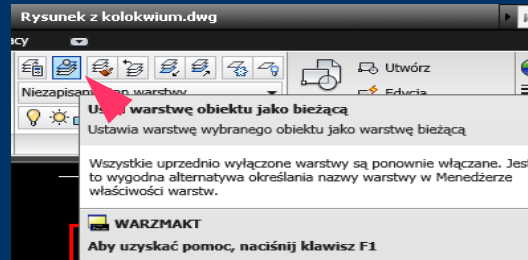 Rysunek z kolokwium.dwg
cy
Utwórz
Niezapisany stan warstwy
Edycja
warstwę obiektu jako bieżącą
Ustawia warstwę wybranego obiektu jako warstwę bieżącą
Wszystkie uprzednio wyłączone warstwy są ponownie włączane. Jest
to wygodna alternatywa określania nazwy warstwy w Menedżerze
właściwości warstw.
WARZMAKT
Aby uzyskać pomoc, naciśnij klawisz F1